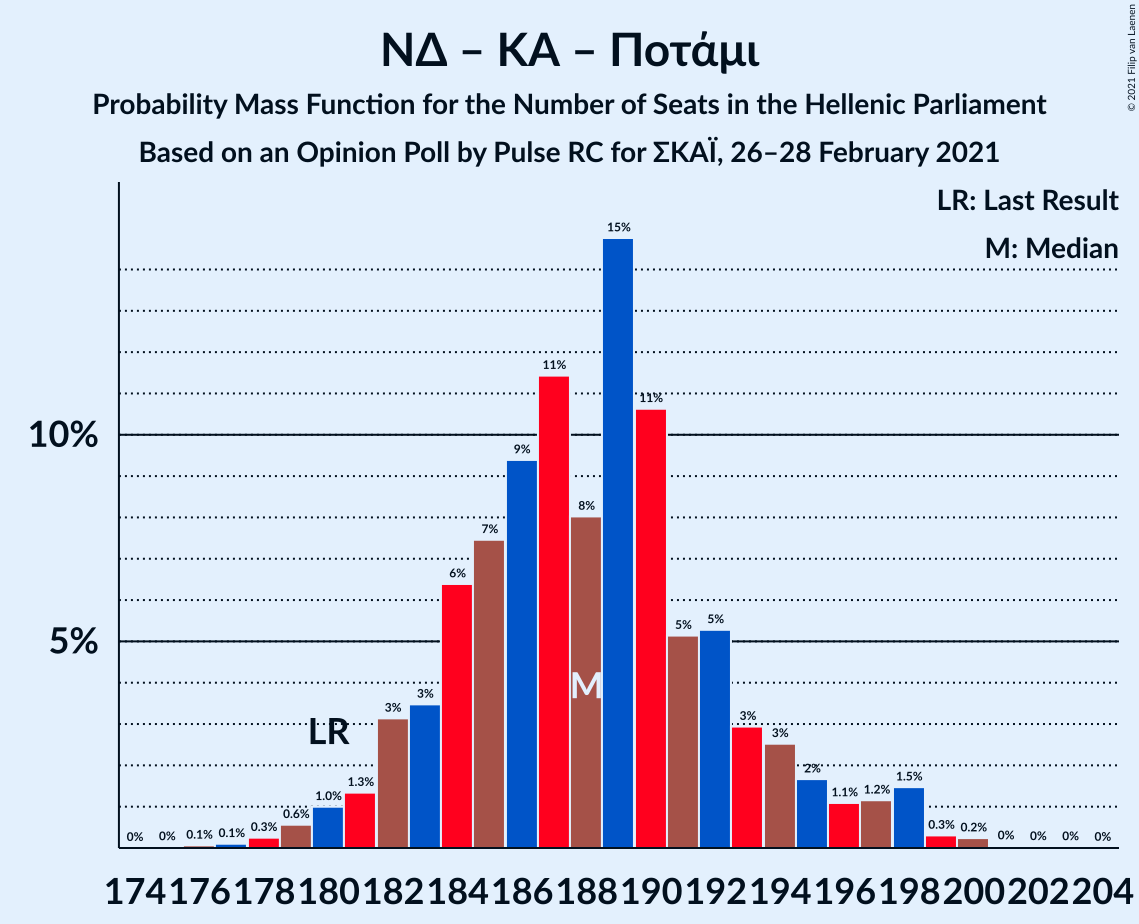 ΝΔ – ΚΑ – Ποτάμι
Probability Mass Function for the Number of Seats in the Hellenic Parliament
Based on an Opinion Poll by Pulse RC for ΣΚΑΪ, 26–28 February 2021
© 2021 Filip van Laenen
LR: Last Result
M: Median
10%
5%
0% 0% 0.1% 0.1% 0.3% 0.6% 1.0% 1.3% 3% 3% 6% 7% 9% 11% 8% 15% 11% 5% 5% 3% 3% 2% 1.1% 1.2% 1.5% 0.3% 0.2% 0% 0% 0% 0%
LR
M
174 176 178 180 182 184 186 188 190 192 194 196 198 200 202 204